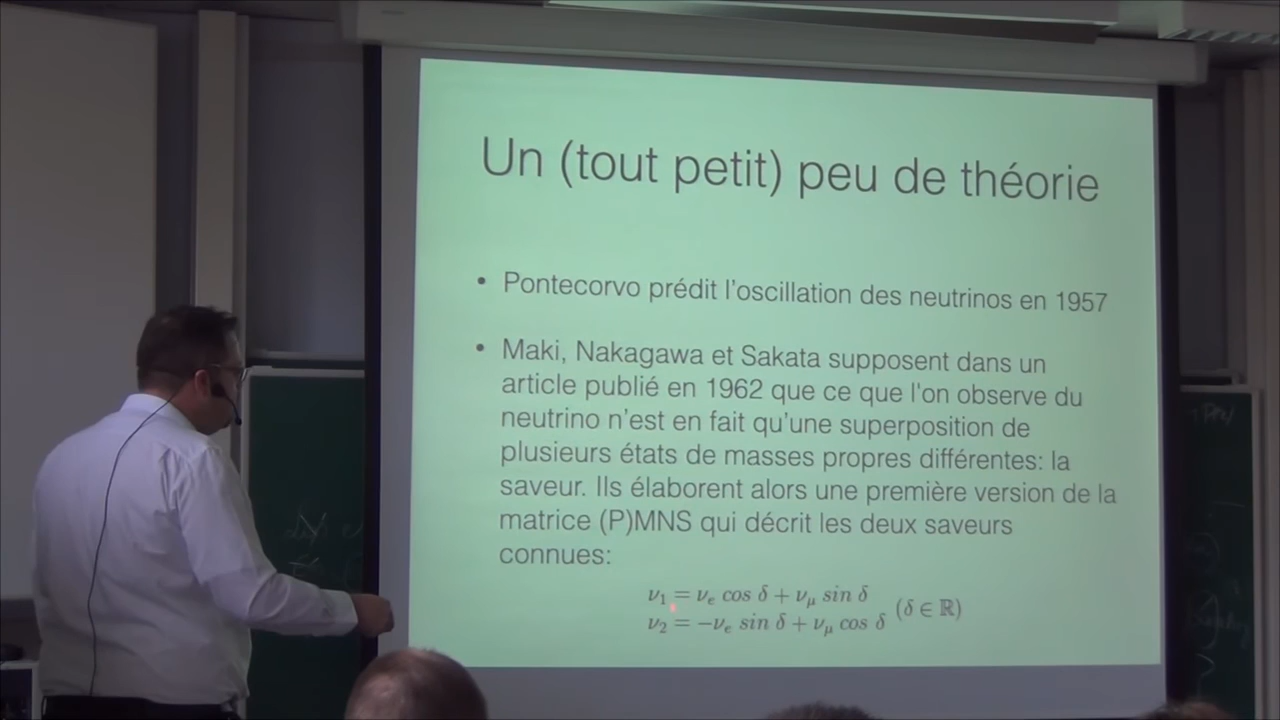 Un (tout petit) peu de théorie
• Pontecorvo prédit l'oscillation des neutrinos en 1957
• Maki, Nakagawa et Sakata supposent dans un
article publié en 1962 que ce que l'on observe du
neutrino n'est en fait qu'une superposition de
plusieurs états de masses propres différentes: la
saveur. Ils élaborent alors une première version de la
matrice (P)MNS qui décrit les deux saveurs
connues:
ν₁ = νₑ cos δ + ν_μ sin δ
ν₂ = −νₑ sin δ + ν_μ cos δ (δ ∈ ℝ)